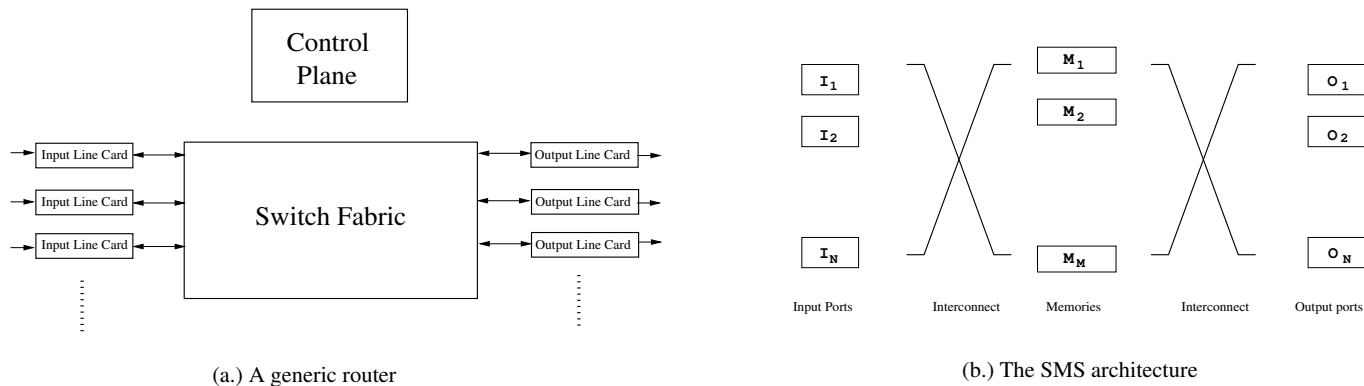 Control
Plane
Input Line Card
Input Line Card
Input Line Card
Switch Fabric
Output Line Card
Output Line Card
Output Line Card
(a.) A generic router
I1
I2
IN
M1
M2
MM
O1
O2
ON
Input Ports
Interconnect
Memories
Interconnect
Output ports
(b.) The SMS architecture